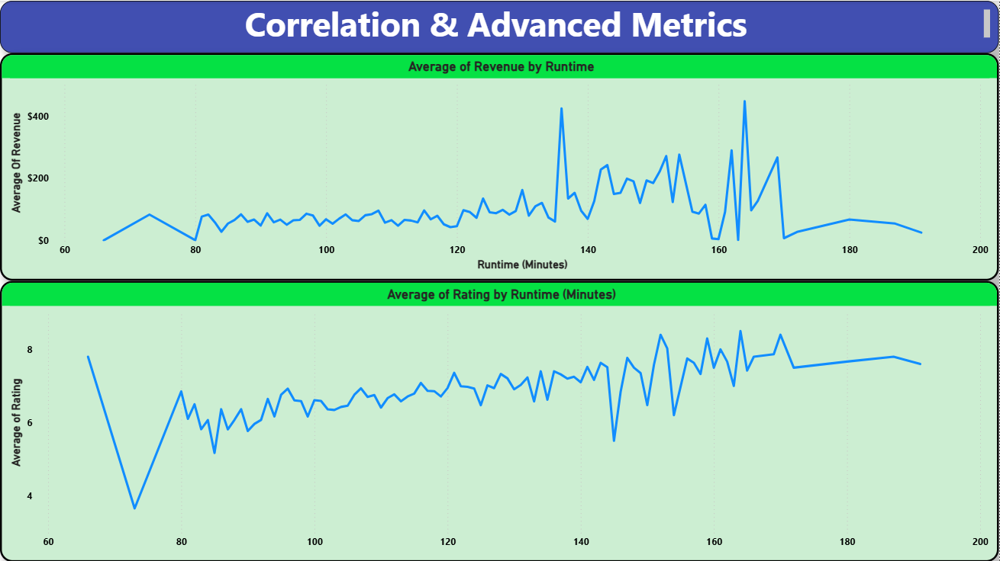 Correlation & Advanced Metrics
Average of Revenue by Runtime
Average Of Revenue
$400
$200
$0
60 80 100 120 140 160 180 200
Runtime (Minutes)
Average of Rating by Runtime (Minutes)
Average of Rating
8
6
4
60 80 100 120 140 160 180 200